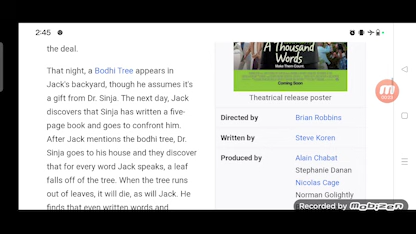 2:45
the deal.
That night, a Bodhi Tree appears in
Jack's backyard, though he assumes it's
a gift from Dr. Sinja. The next day, Jack
discovers that Sinja has written a five-
page book and goes to confront him.
After Jack mentions the bodhi tree, Dr.
Sinja goes to his house and they discover
that for every word Jack speaks, a leaf
falls off of the tree. When the tree runs
out of leaves, it will die, as will Jack. He
finds that even written words and
A Thousand
Words
Make Them Count.
Coming Soon
Theatrical release poster
Directed by Brian Robbins
Written by Steve Koren
Produced by Alain Chabat
Stephanie Danan
Nicolas Cage
Norman Golightly
Recorded by
MOBIZEN